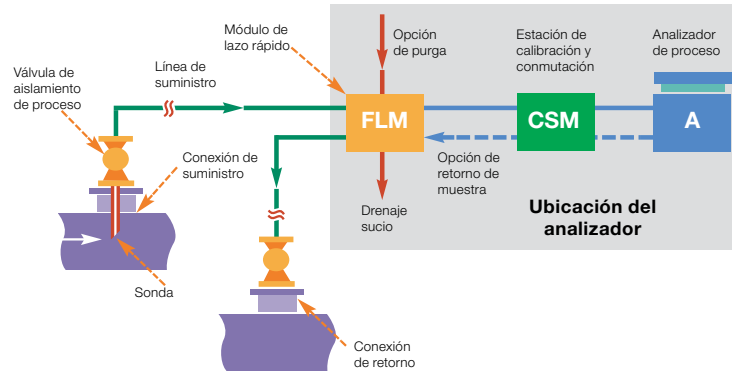 Módulo de
lazo rápido
Opción
de purga
Estación de
calibración y
conmutación
Analizador
de proceso
Válvula de
aislamiento
de proceso
Línea de
suministro
FLM
CSM
A
Conexión de
suministro
Opción de
retorno de
muestra
Drenaje
sucio
Ubicación del
analizador
Sonda
Conexión
de retorno